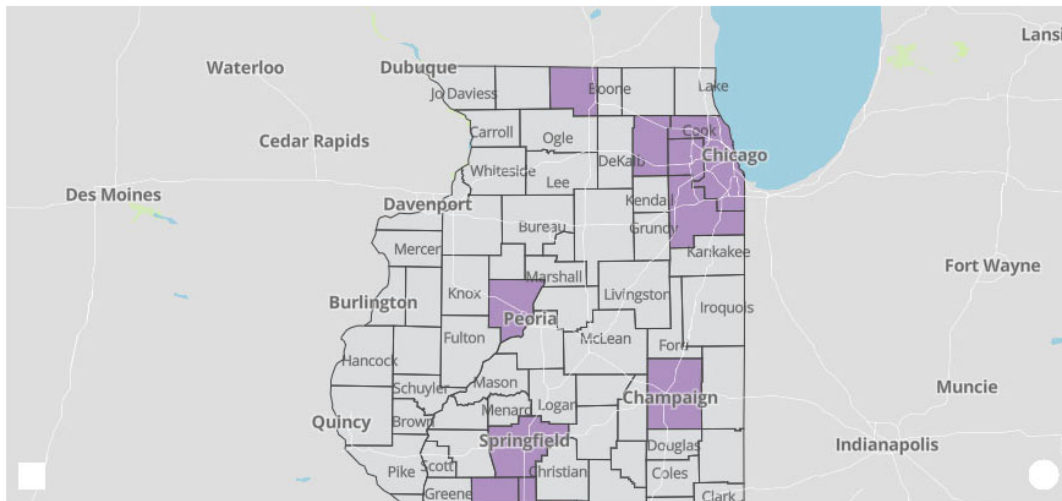 Lansi
Waterloo
Dubuque
Jo Daviess
Boone
Lake
Cedar Rapids
Carroll
Ogle
Cook
DeKalb
Chicago
Whiteside
Lee
Des Moines
Davenport
Kendall
Bureau
Grundy
Mercer
Kankakee
Marshall
Fort Wayne
Burlington
Knox
Livingston
Iroquois
Peoria
Fulton
McLean
Ford
Hancock
Schuyler
Mason
Muncie
Champaign
Menard
Logan
Quincy
Brown
Springfield
Douglas
Indianapolis
Pike
Scott
Christian
Coles
Greene
Clark